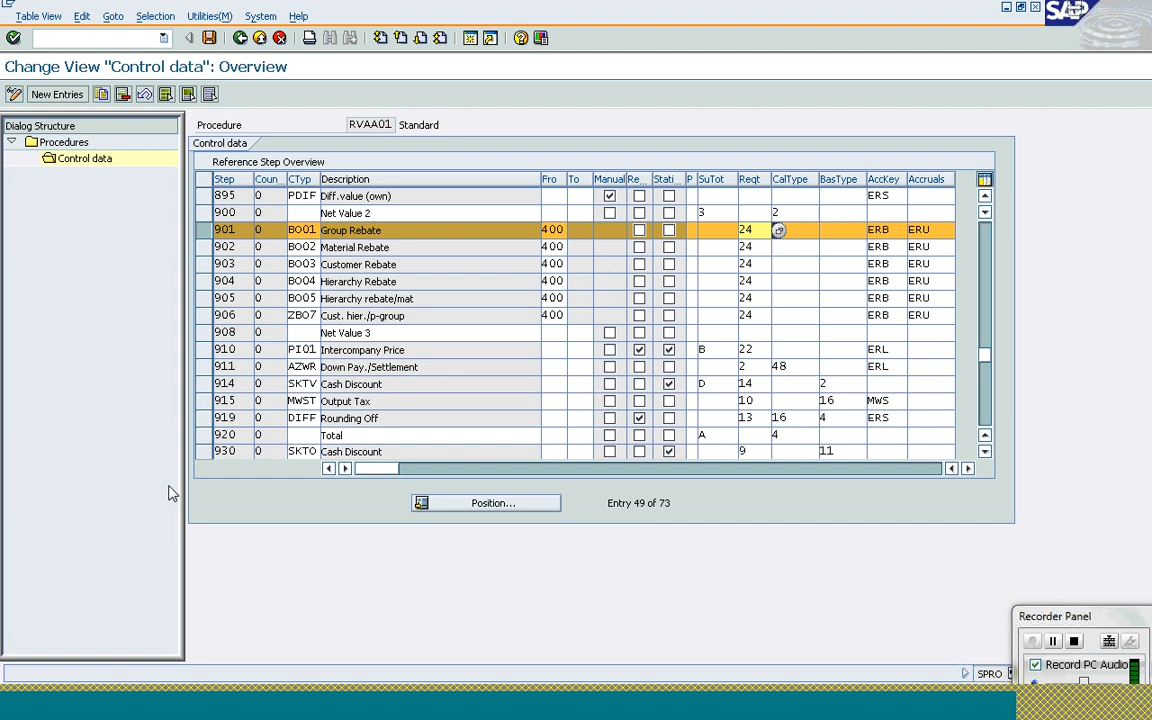 Table View Edit Goto Selection Utilities(M) System Help
SAP
Change View "Control data": Overview
New Entries
Dialog Structure
Procedures
Control data
Procedure RVAA01 Standard
Control data
Reference Step Overview
Step Coun... CTyp Description Fro To Manual Re... Stati... P SuTot Reqt CalType BasType AccKey Accruals
895 0 PDIF Diff.value (own) ERS
900 0 Net Value 2 3 2
901 0 BO01 Group Rebate 400 24 ERB ERU
902 0 BO02 Material Rebate 24 ERB ERU
903 0 BO03 Customer Rebate 400 24 ERB ERU
904 0 BO04 Hierarchy Rebate 400 24 ERB ERU
905 0 BO05 Hierarchy rebate/mat 400 24 ERB ERU
906 0 ZBO7 Cust. hier./p-group 400 24 ERB ERU
908 0 Net Value 3
910 0 PI01 Intercompany Price B 22 ERL
911 0 AZWR Down Pay./Settlement 2 48 ERL
914 0 SKTV Cash Discount D 14 2
915 0 MWST Output Tax 10 16 MWS
919 0 DIFF Rounding Off 13 16 4 ERS
920 0 Total A 4
930 0 SKTO Cash Discount 9 11
Position... Entry 49 of 73
Recorder Panel
Record PC Audio
SPRO